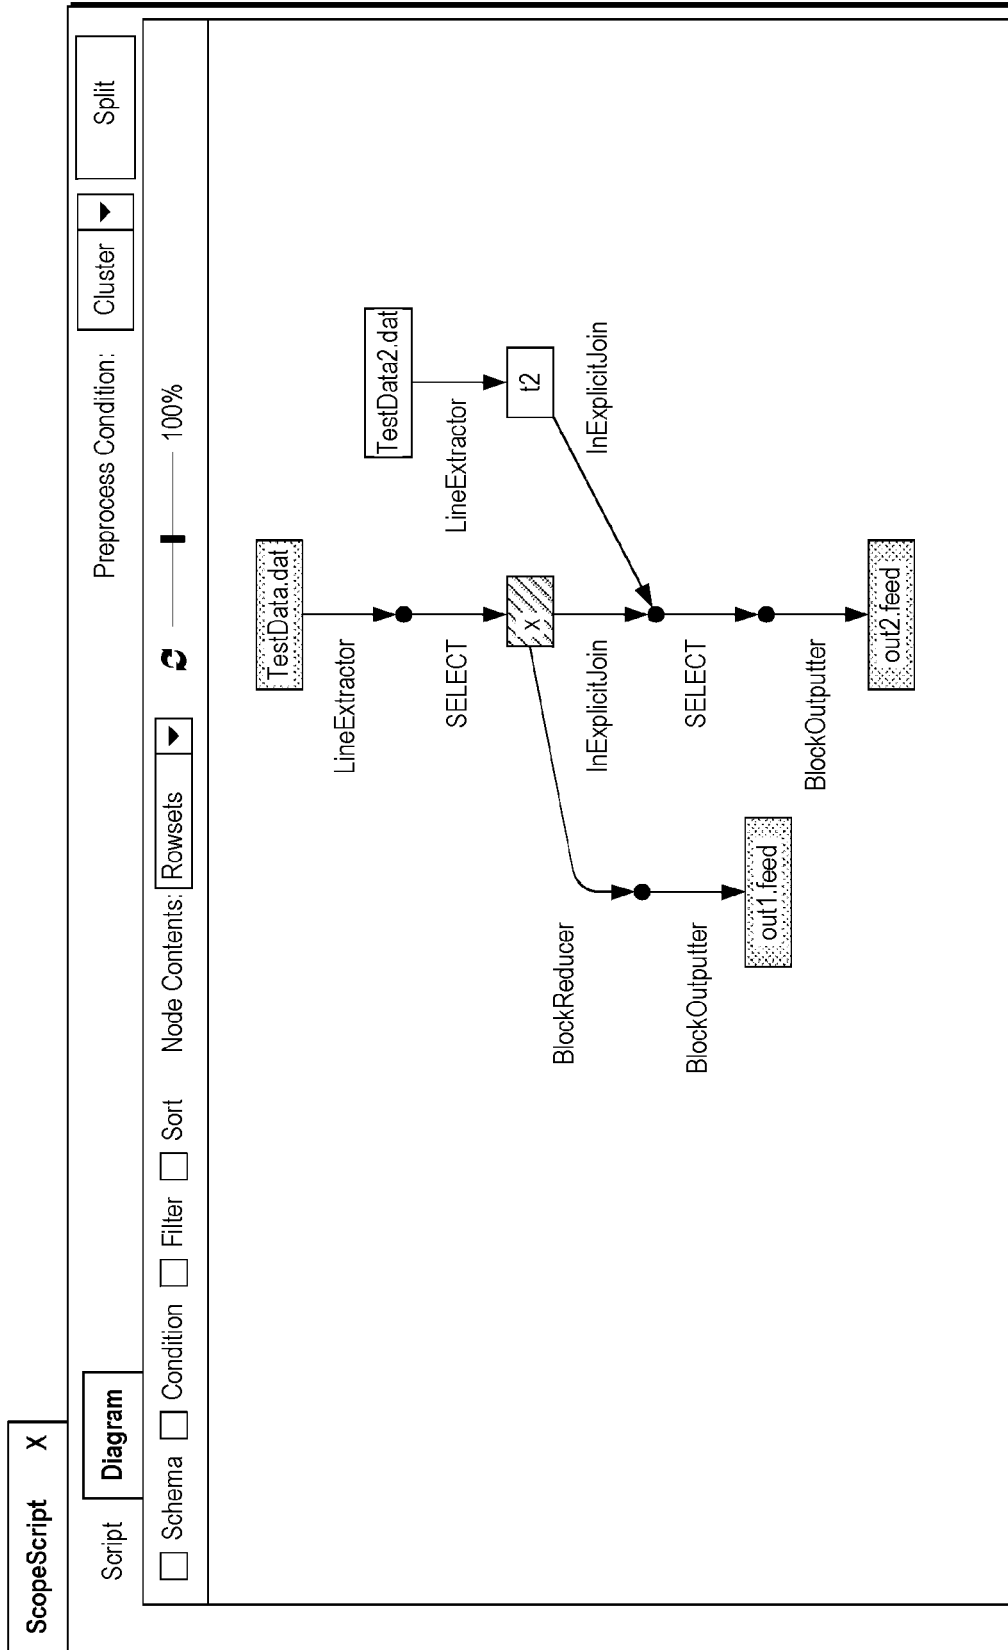 ScopeScript X
Script Diagram Preprocess Condition: Cluster Split
Schema Condition Filter Sort Node Contents: Rowsets 100%
TestData.dat
LineExtractor
TestData2.dat
SELECT
LineExtractor
x
t2
BlockReducer
InExplicitJoin
InExplicitJoin
BlockOutputter
SELECT
out1.feed
BlockOutputter
out2.feed